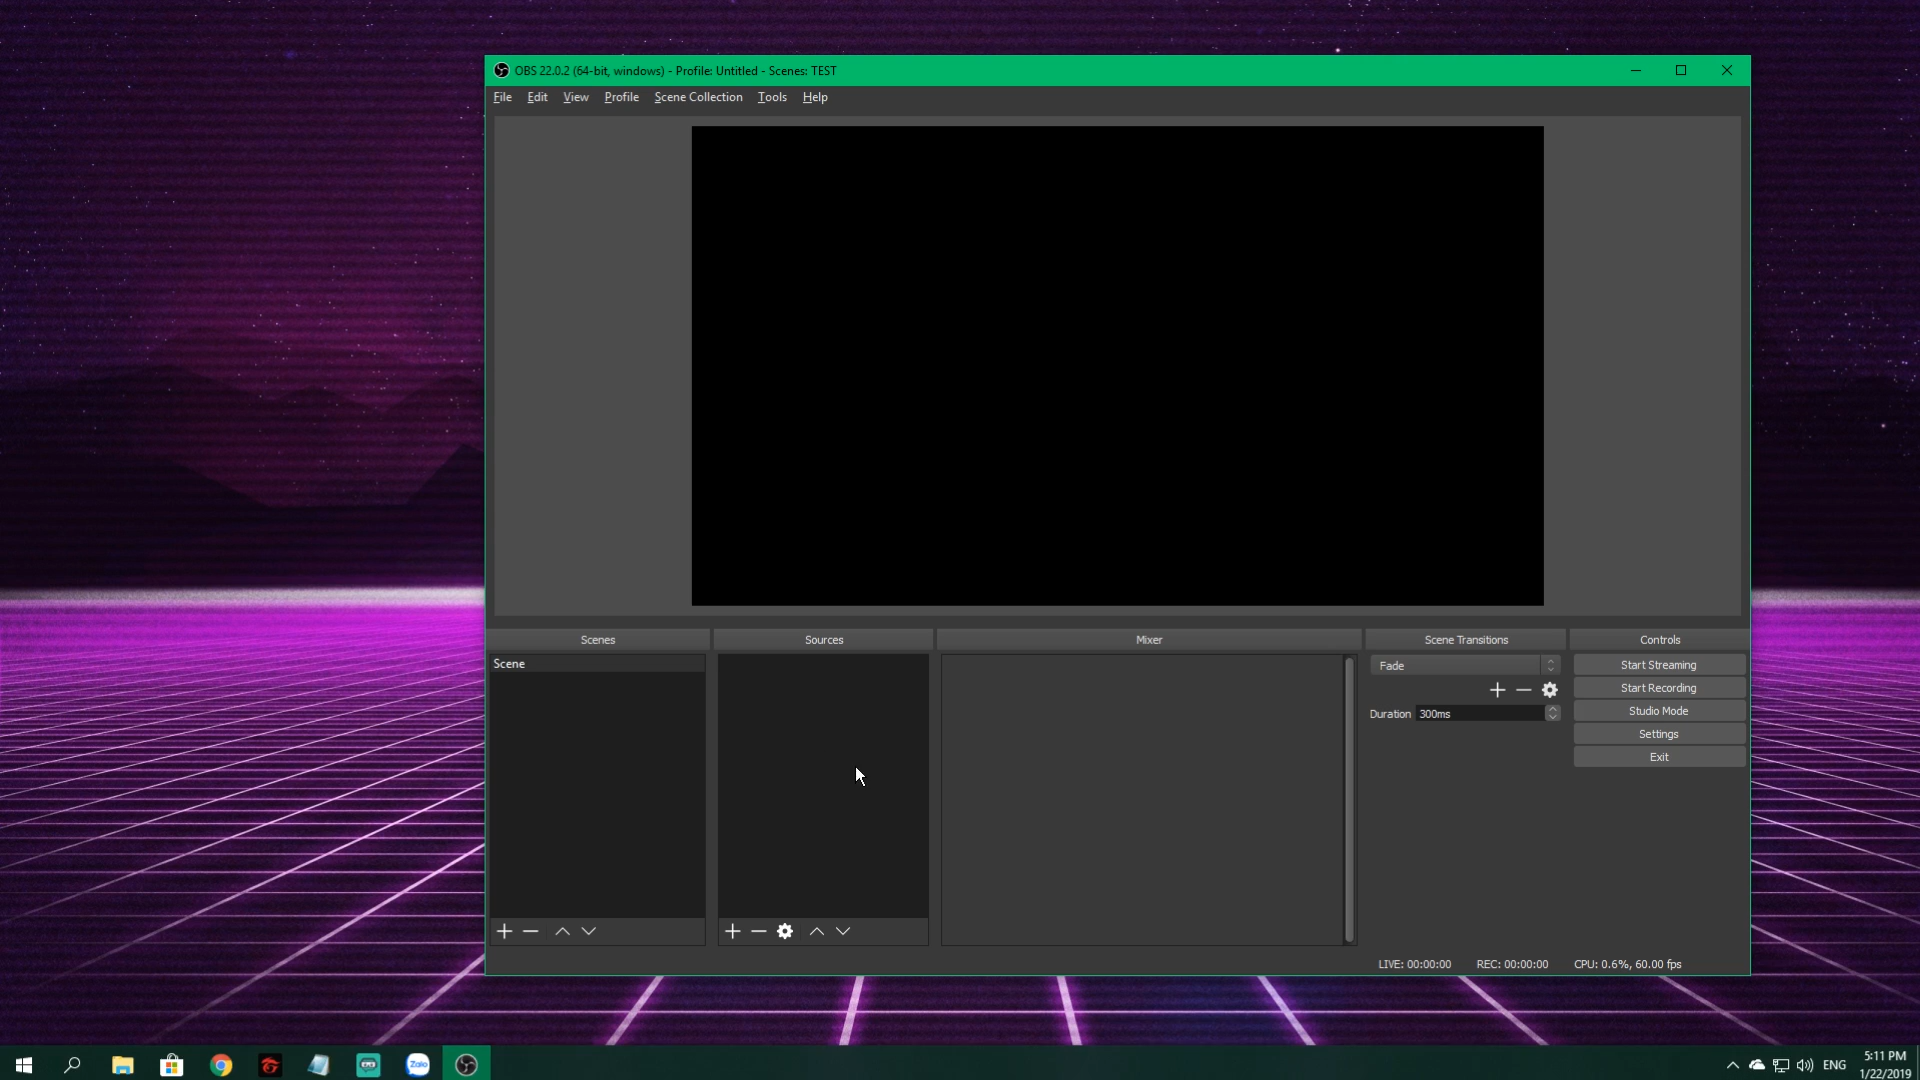 OBS 22.0.2 (64-bit, windows) - Profile: Untitled - Scenes: TEST
File Edit View Profile Scene Collection Tools Help
Scenes Sources Mixer Scene Transitions Controls
Scene
Fade
Duration 300ms
Start Streaming
Start Recording
Studio Mode
Settings
Exit
LIVE: 00:00:00 REC: 00:00:00 CPU: 0.6%, 60.00 fps
Zalo
ENG
5:11 PM
1/22/2019